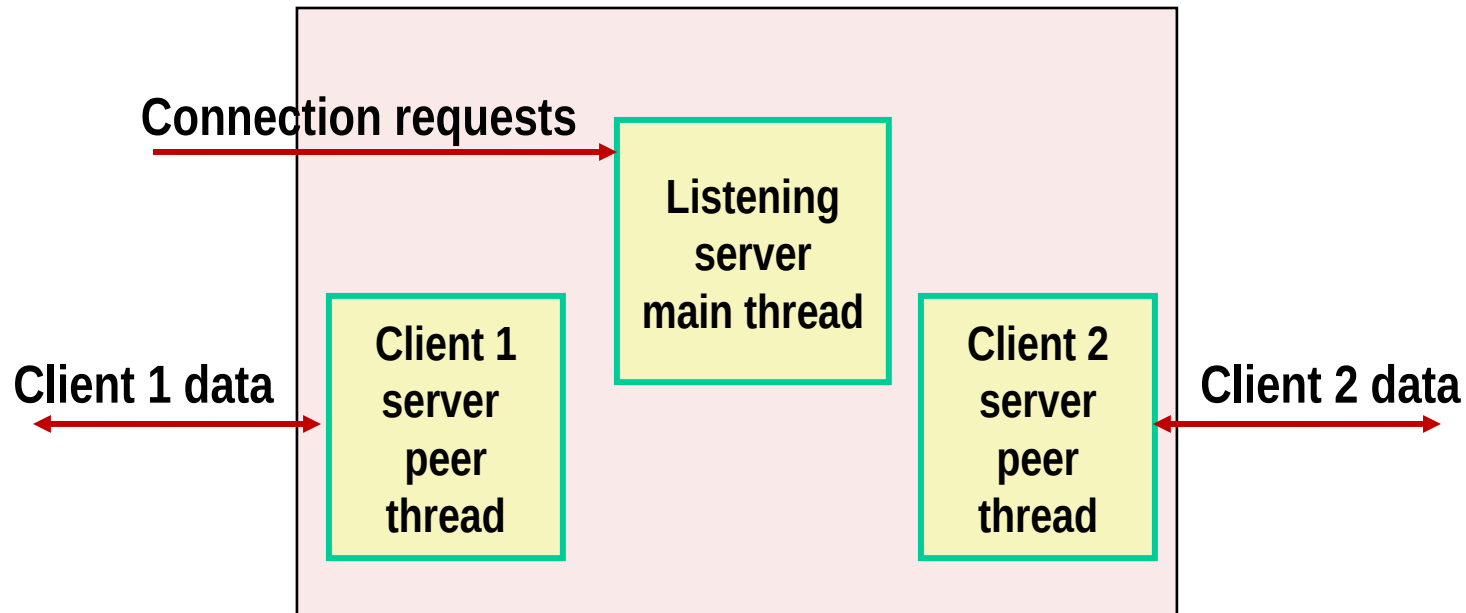 Connection requests
Listening
server
main thread
Client 1
server
peer
thread
Client 2
server
peer
thread
Client 1 data
Client 2 data